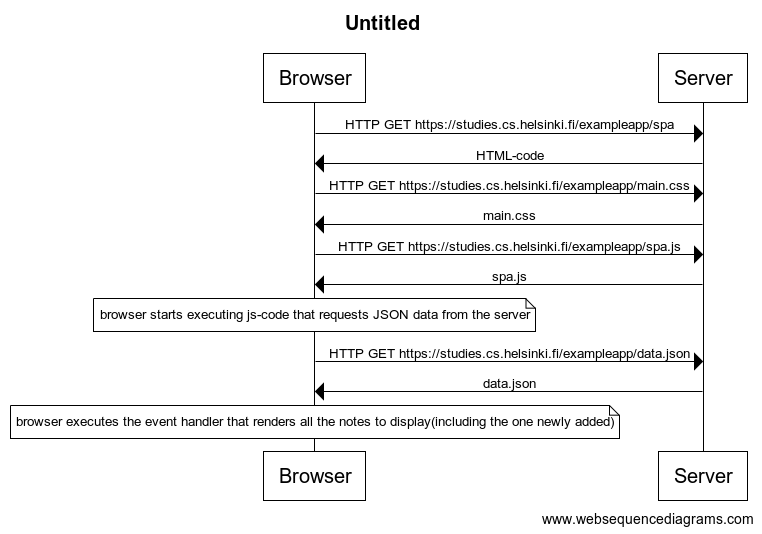 Untitled
Browser
Server
HTTP GET https://studies.cs.helsinki.fi/exampleapp/spa
HTML-code
HTTP GET https://studies.cs.helsinki.fi/exampleapp/main.css
main.css
HTTP GET https://studies.cs.helsinki.fi/exampleapp/spa.js
spa.js
browser starts executing js-code that requests JSON data from the server
HTTP GET https://studies.cs.helsinki.fi/exampleapp/data.json
data.json
browser executes the event handler that renders all the notes to display(including the one newly added)
Browser
Server
www.websequencediagrams.com